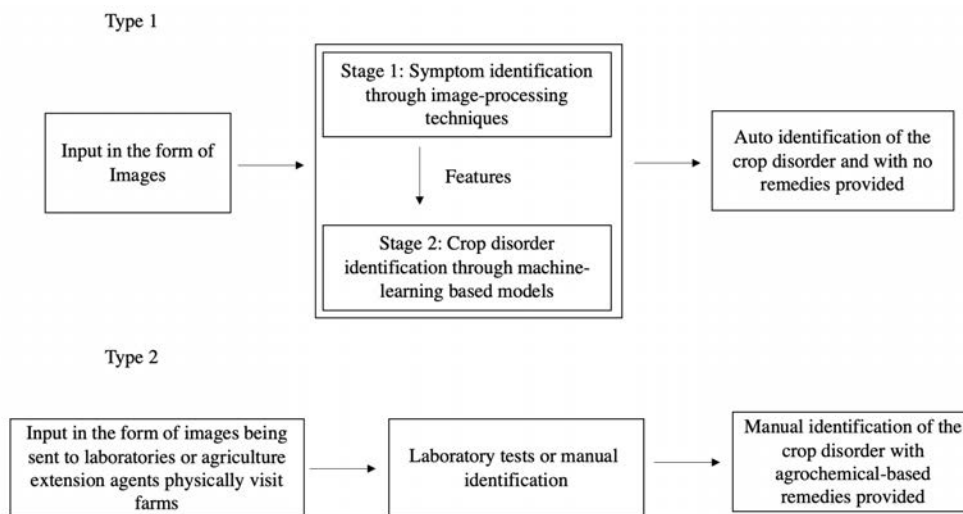 Type 1
Input in the form of
Images
Stage 1: Symptom identification
through image-processing
techniques
Features
Stage 2: Crop disorder
identification through machine-
learning based models
Auto identification of the
crop disorder and with no
remedies provided
Type 2
Input in the form of images being
sent to laboratories or agriculture
extension agents physically visit
farms
Laboratory tests or manual
identification
Manual identification of the
crop disorder with
agrochemical-based
remedies provided